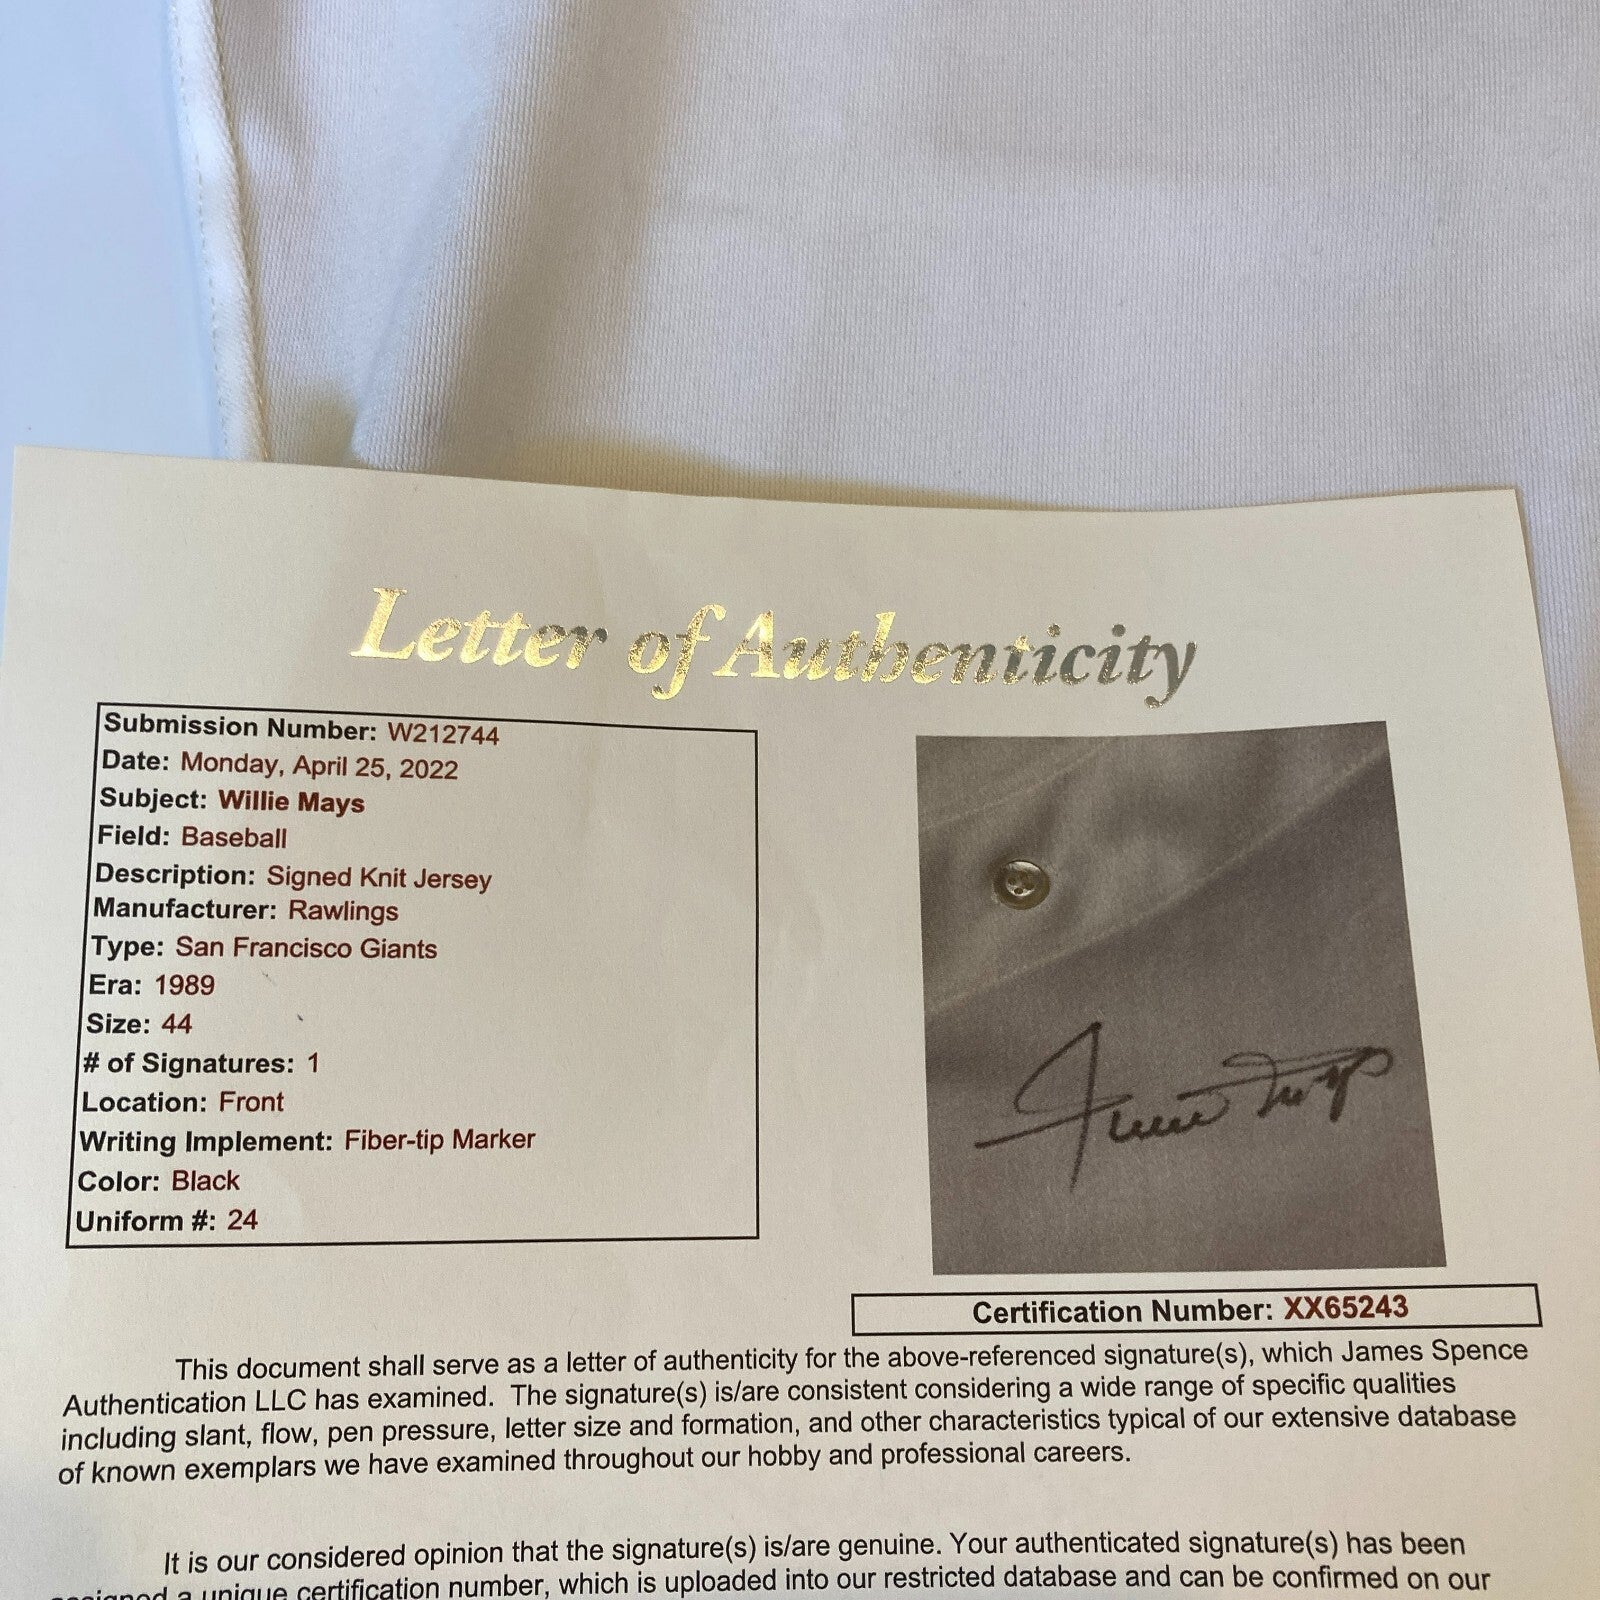 Letter of Authenticity
Submission Number: W212744
Date: Monday, April 25, 2022
Subject: Willie Mays
Field: Baseball
Description: Signed Knit Jersey
Manufacturer: Rawlings
Type: San Francisco Giants
Era: 1989
Size: 44
# of Signatures: 1
Location: Front
Writing Implement: Fiber-tip Marker
Color: Black
Uniform #: 24
Willie Mays
Certification Number: XX65243
This document shall serve as a letter of authenticity for the above-referenced signature(s), which James Spence
Authentication LLC has examined. The signature(s) is/are consistent considering a wide range of specific qualities
including slant, flow, pen pressure, letter size and formation, and other characteristics typical of our extensive database
of known exemplars we have examined throughout our hobby and professional careers.
It is our considered opinion that the signature(s) is/are genuine. Your authenticated signature(s) has been
assigned a unique certification number, which is uploaded into our restricted database and can be confirmed on our